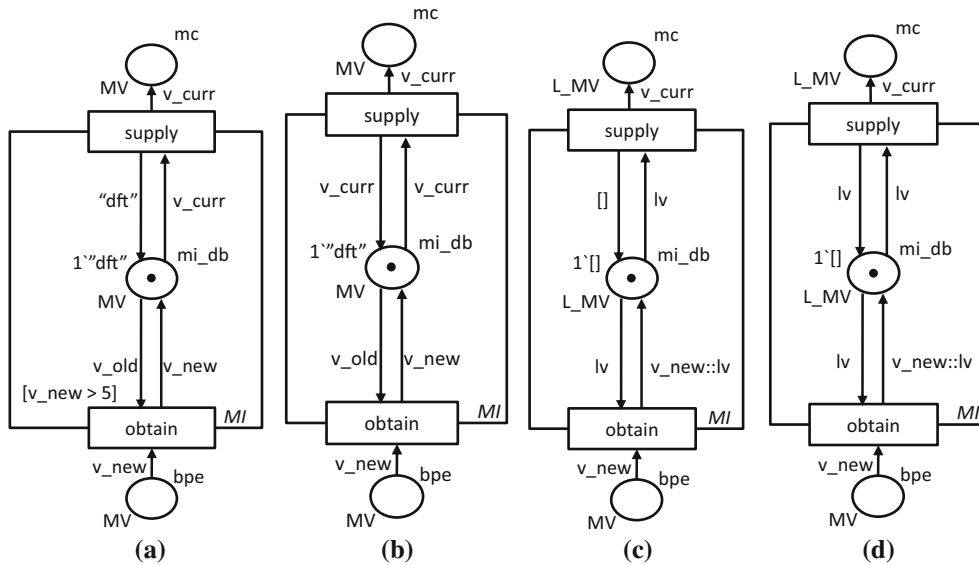 mc
MV
v_curr
supply
“dft”
v_curr
1`”dft”
mi_db
MV
v_old
v_new
[v_new > 5]
MI
obtain
v_new
bpe
MV
(a)
mc
MV
v_curr
supply
v_curr
v_curr
1`”dft”
mi_db
MV
v_old
v_new
MI
obtain
v_new
bpe
MV
(b)
mc
L_MV
v_curr
supply
[]
lv
1`[]
mi_db
L_MV
lv
v_new::lv
MI
obtain
v_new
bpe
MV
(c)
mc
L_MV
v_curr
supply
lv
lv
1`[]
mi_db
L_MV
lv
v_new::lv
MI
obtain
v_new
bpe
MV
(d)